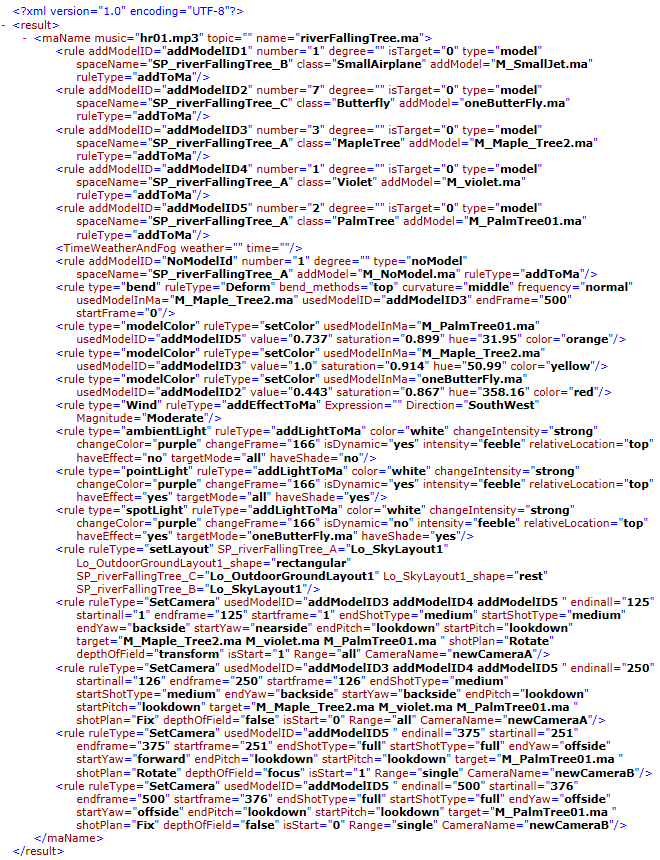 <?xml version="1.0" encoding="UTF-8"?>
- <result>
- <maName music="hr01.mp3" topic="" name="riverFallingTree.ma">
<rule addModelID="addModelID1" number="1" degree="" isTarget="0" type="model"
spaceName="SP_riverFallingTree_B" class="SmallAirplane" addModel="M_SmallJet.ma"
ruleType="addToMa"/>
<rule addModelID="addModelID2" number="7" degree="" isTarget="0" type="model"
spaceName="SP_riverFallingTree_C" class="Butterfly" addModel="oneButterFly.ma"
ruleType="addToMa"/>
<rule addModelID="addModelID3" number="3" degree="" isTarget="0" type="model"
spaceName="SP_riverFallingTree_A" class="MapleTree" addModel="M_Maple_Tree2.ma"
ruleType="addToMa"/>
<rule addModelID="addModelID4" number="1" degree="" isTarget="0" type="model"
spaceName="SP_riverFallingTree_A" class="Violet" addModel="M_violet.ma"
ruleType="addToMa"/>
<rule addModelID="addModelID5" number="2" degree="" isTarget="0" type="model"
spaceName="SP_riverFallingTree_A" class="PalmTree" addModel="M_PalmTree01.ma"
ruleType="addToMa"/>
<TimeWeatherAndFog weather="" time=""/>
<rule addModelID="NoModelId" number="1" degree="" type="noModel"
spaceName="SP_riverFallingTree_A" addModel="M_NoModel.ma" ruleType="addToMa"/>
<rule type="bend" ruleType="Deform" bend_methods="top" curvature="middle" frequency="normal"
usedModelInMa="M_Maple_Tree2.ma" usedModelID="addModelID3" endFrame="500"
startFrame="0"/>
<rule type="modelColor" ruleType="setColor" usedModelInMa="M_PalmTree01.ma"
usedModelID="addModelID5" value="0.737" saturation="0.899" hue="31.95" color="orange"/>
<rule type="modelColor" ruleType="setColor" usedModelInMa="M_Maple_Tree2.ma"
usedModelID="addModelID3" value="1.0" saturation="0.914" hue="50.99" color="yellow"/>
<rule type="modelColor" ruleType="setColor" usedModelInMa="oneButterFly.ma"
usedModelID="addModelID2" value="0.443" saturation="0.867" hue="358.16" color="red"/>
<rule type="Wind" ruleType="addEffectToMa" Expression="" Direction="SouthWest"
Magnitude="Moderate"/>
<rule type="ambientLight" ruleType="addLightToMa" color="white" changeIntensity="strong"
changeColor="purple" changeFrame="166" isDynamic="yes" intensity="feeble" relativeLocation="top"
haveEffect="no" targetMode="all" haveShade="no"/>
<rule type="pointLight" ruleType="addLightToMa" color="white" changeIntensity="strong"
changeColor="purple" changeFrame="166" isDynamic="yes" intensity="feeble" relativeLocation="top"
haveEffect="yes" targetMode="all" haveShade="yes"/>
<rule type="spotLight" ruleType="addLightToMa" color="white" changeIntensity="strong"
changeColor="purple" changeFrame="166" isDynamic="no" intensity="feeble" relativeLocation="top"
haveEffect="yes" targetMode="oneButterFly.ma" haveShade="yes"/>
<rule ruleType="setLayout" SP_riverFallingTree_A="Lo_SkyLayout1"
Lo_OutdoorGroundLayout1_shape="rectangular"
SP_riverFallingTree_C="Lo_OutdoorGroundLayout1" Lo_SkyLayout1_shape="rest"
SP_riverFallingTree_B="Lo_SkyLayout1"/>
<rule ruleType="SetCamera" usedModelID="addModelID3 addModelID4 addModelID5 " endinall="125"
startinall="1" endframe="125" startframe="1" endShotType="medium" startShotType="medium"
endYaw="backside" startYaw="nearside" endPitch="lookdown" startPitch="lookdown"
target="M_Maple_Tree2.ma M_violet.ma M_PalmTree01.ma " shotPlan="Rotate"
depthOfField="transform" isStart="1" Range="all" CameraName="newCameraA"/>
<rule ruleType="SetCamera" usedModelID="addModelID3 addModelID4 addModelID5 " endinall="250"
startinall="126" endframe="250" startframe="126" endShotType="medium"
startShotType="medium" endYaw="backside" startYaw="backside" endPitch="lookdown"
startPitch="lookdown" target="M_Maple_Tree2.ma M_violet.ma M_PalmTree01.ma "
shotPlan="Fix" depthOfField="false" isStart="0" Range="all" CameraName="newCameraA"/>
<rule ruleType="SetCamera" usedModelID="addModelID5 " endinall="375" startinall="251"
endframe="375" startframe="251" endShotType="full" startShotType="full" endYaw="offside"
startYaw="forward" endPitch="lookdown" startPitch="lookdown" target="M_PalmTree01.ma "
shotPlan="Rotate" depthOfField="focus" isStart="1" Range="single" CameraName="newCameraB"/>
<rule ruleType="SetCamera" usedModelID="addModelID5 " endinall="500" startinall="376"
endframe="500" startframe="376" endShotType="full" startShotType="full" endYaw="offside"
startYaw="offside" endPitch="lookdown" startPitch="lookdown" target="M_PalmTree01.ma "
shotPlan="Fix" depthOfField="false" isStart="0" Range="single" CameraName="newCameraB"/>
</maName>
</result>